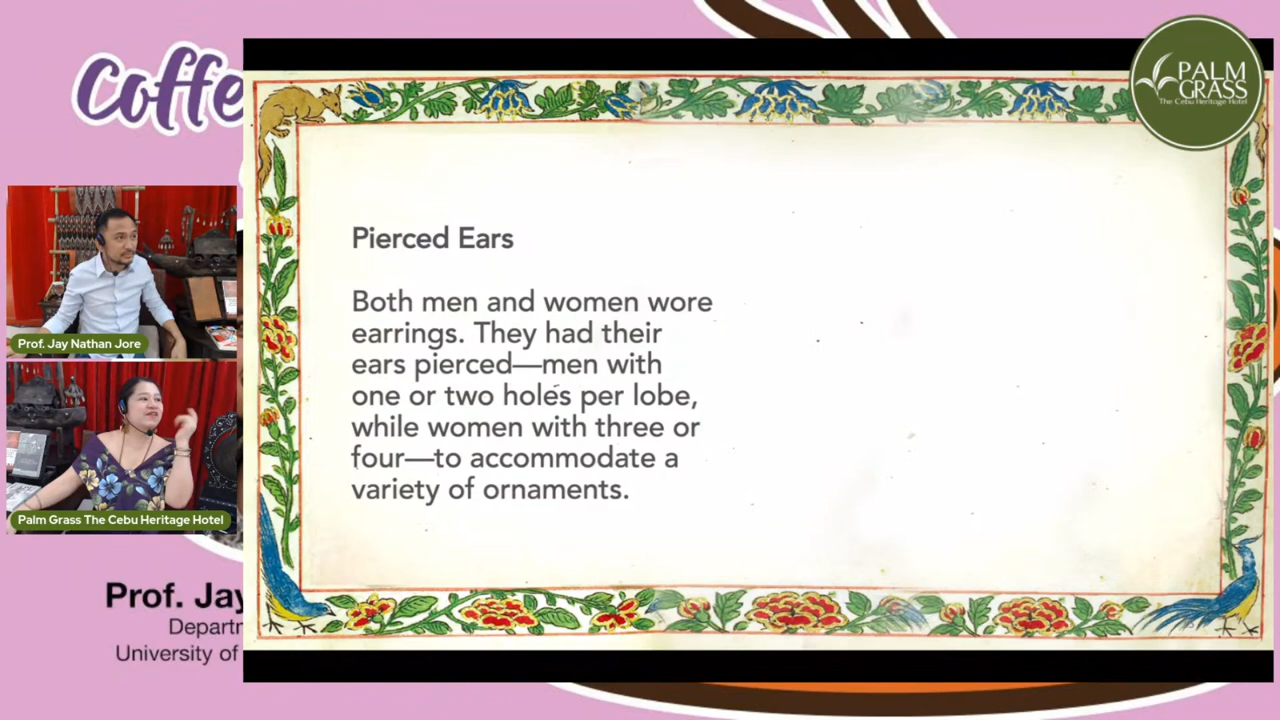 Coffe
PALM
GRASS
The Cebu Heritage Hotel
Pierced Ears
Both men and women wore
earrings. They had their
ears pierced—men with
one or two holes per lobe,
while women with three or
four—to accommodate a
variety of ornaments.
Prof. Jay Nathan Jore
Palm Grass The Cebu Heritage Hotel
Prof. Jay
Departm
University of